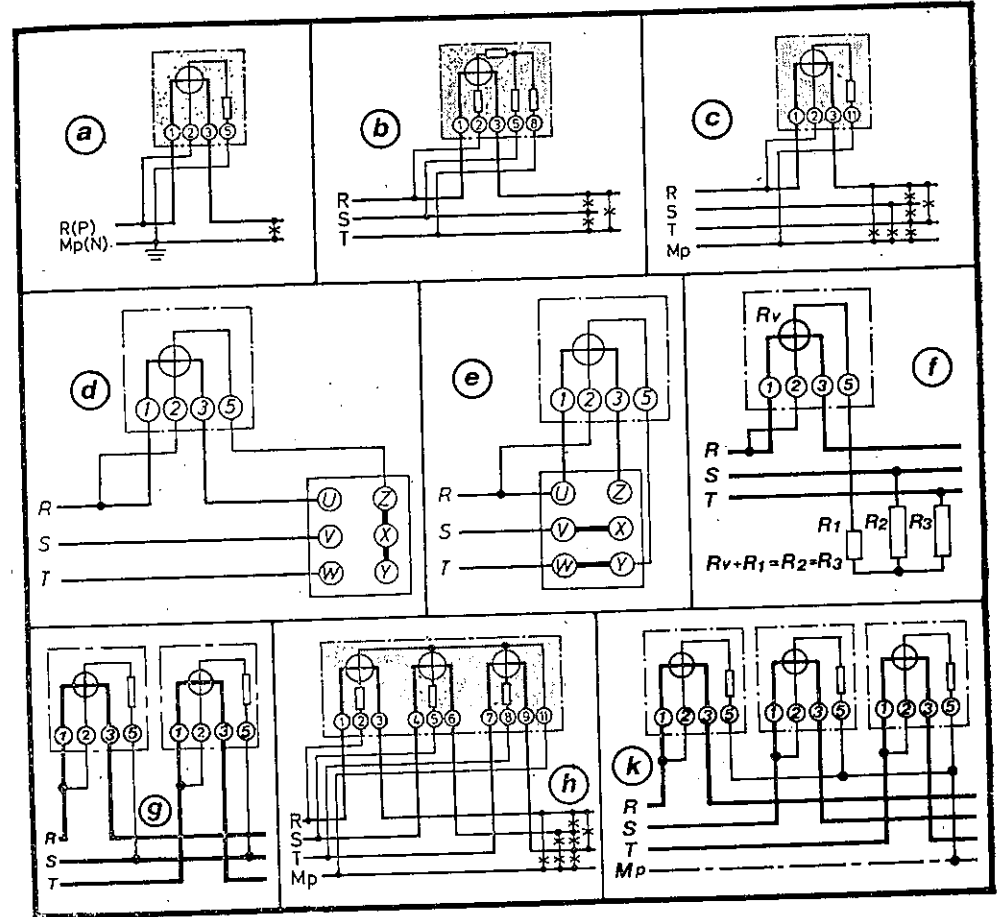 a
1 2 3 5
R(P)
Mp(N)
b
1 2 3 5 8
R
S
T
c
1 2 3 11
R
S
T
Mp
d
1 2 3 5
R
S
T
U Z
V X
W Y
e
1 2 3 5
R
S
T
U Z
V X
W Y
f
Rv
1 2 3 5
R
S
T
R1 R2 R3
Rv+R1=R2=R3
g
1 2 3 5 1 2 3 5
R
S
T
h
1 2 3 4 5 6 7 8 9 11
R
S
T
Mp
k
1 2 3 5 1 2 3 5 1 2 3 5
R
S
T
Mp